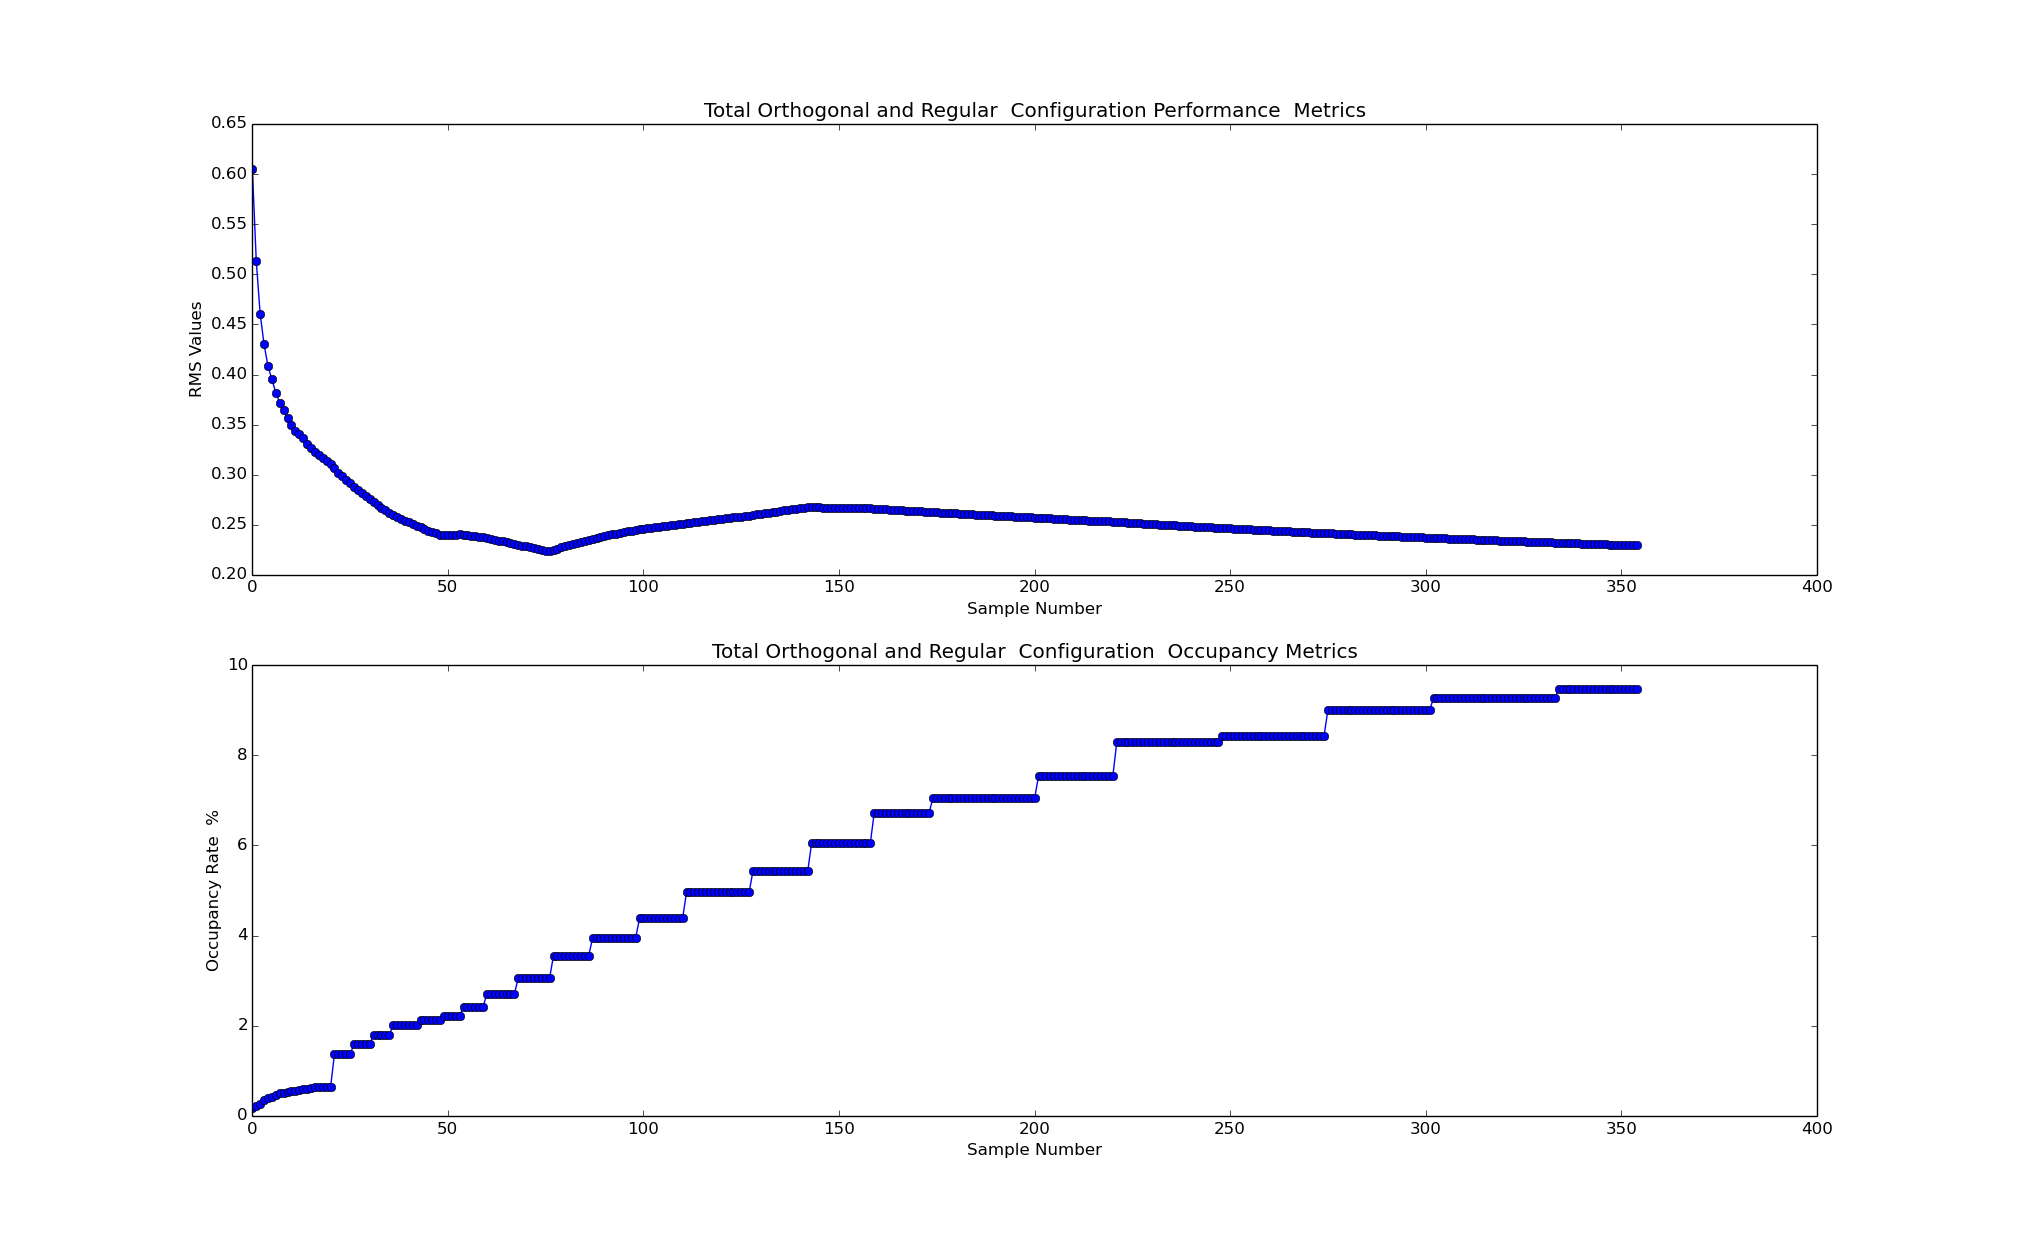 Total Orthogonal and Regular  Configuration Performance  Metrics
0.65
0.60
0.55
0.50
0.45
0.40
0.35
0.30
0.25
0.20
RMS Values
0 50 100 150 200 250 300 350 400
Sample Number
Total Orthogonal and Regular  Configuration  Occupancy Metrics
10
8
6
4
2
0
Occupancy Rate  %
0 50 100 150 200 250 300 350 400
Sample Number